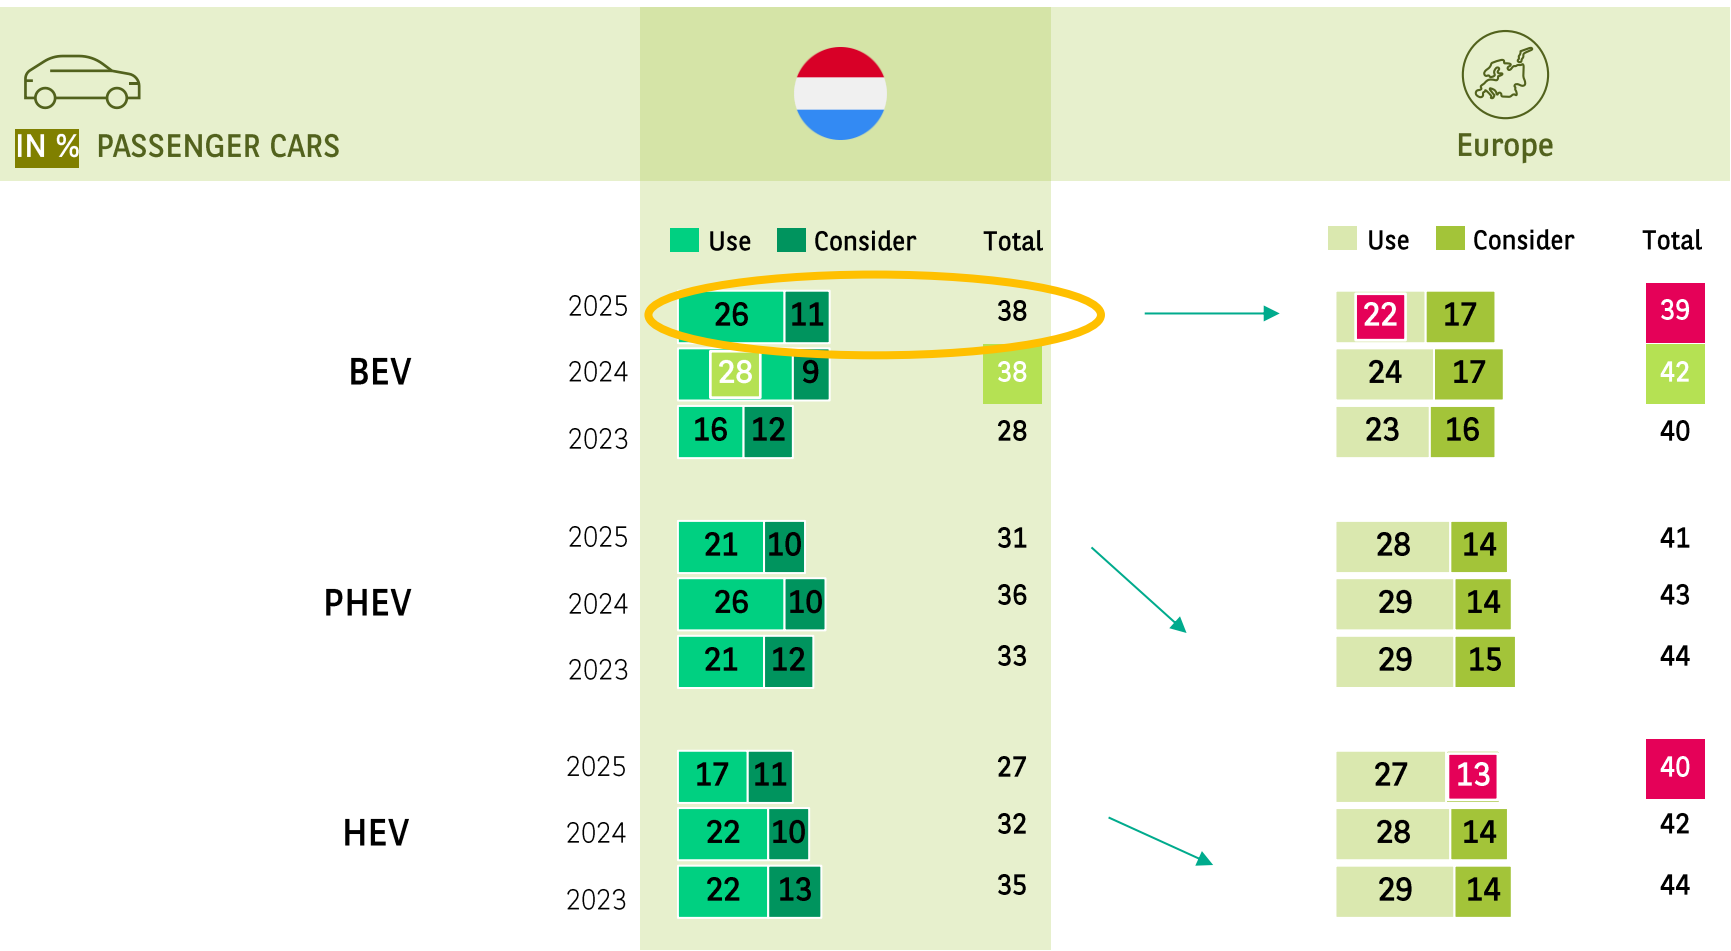 IN % PASSENGER CARS
Europe
Use Consider Total
Use Consider Total
BEV
2025 26 11 38 22 17 39
2024 28 9 38 24 17 42
2023 16 12 28 23 16 40
PHEV
2025 21 10 31 28 14 41
2024 26 10 36 29 14 43
2023 21 12 33 29 15 44
HEV
2025 17 11 27 27 13 40
2024 22 10 32 28 14 42
2023 22 13 35 29 14 44